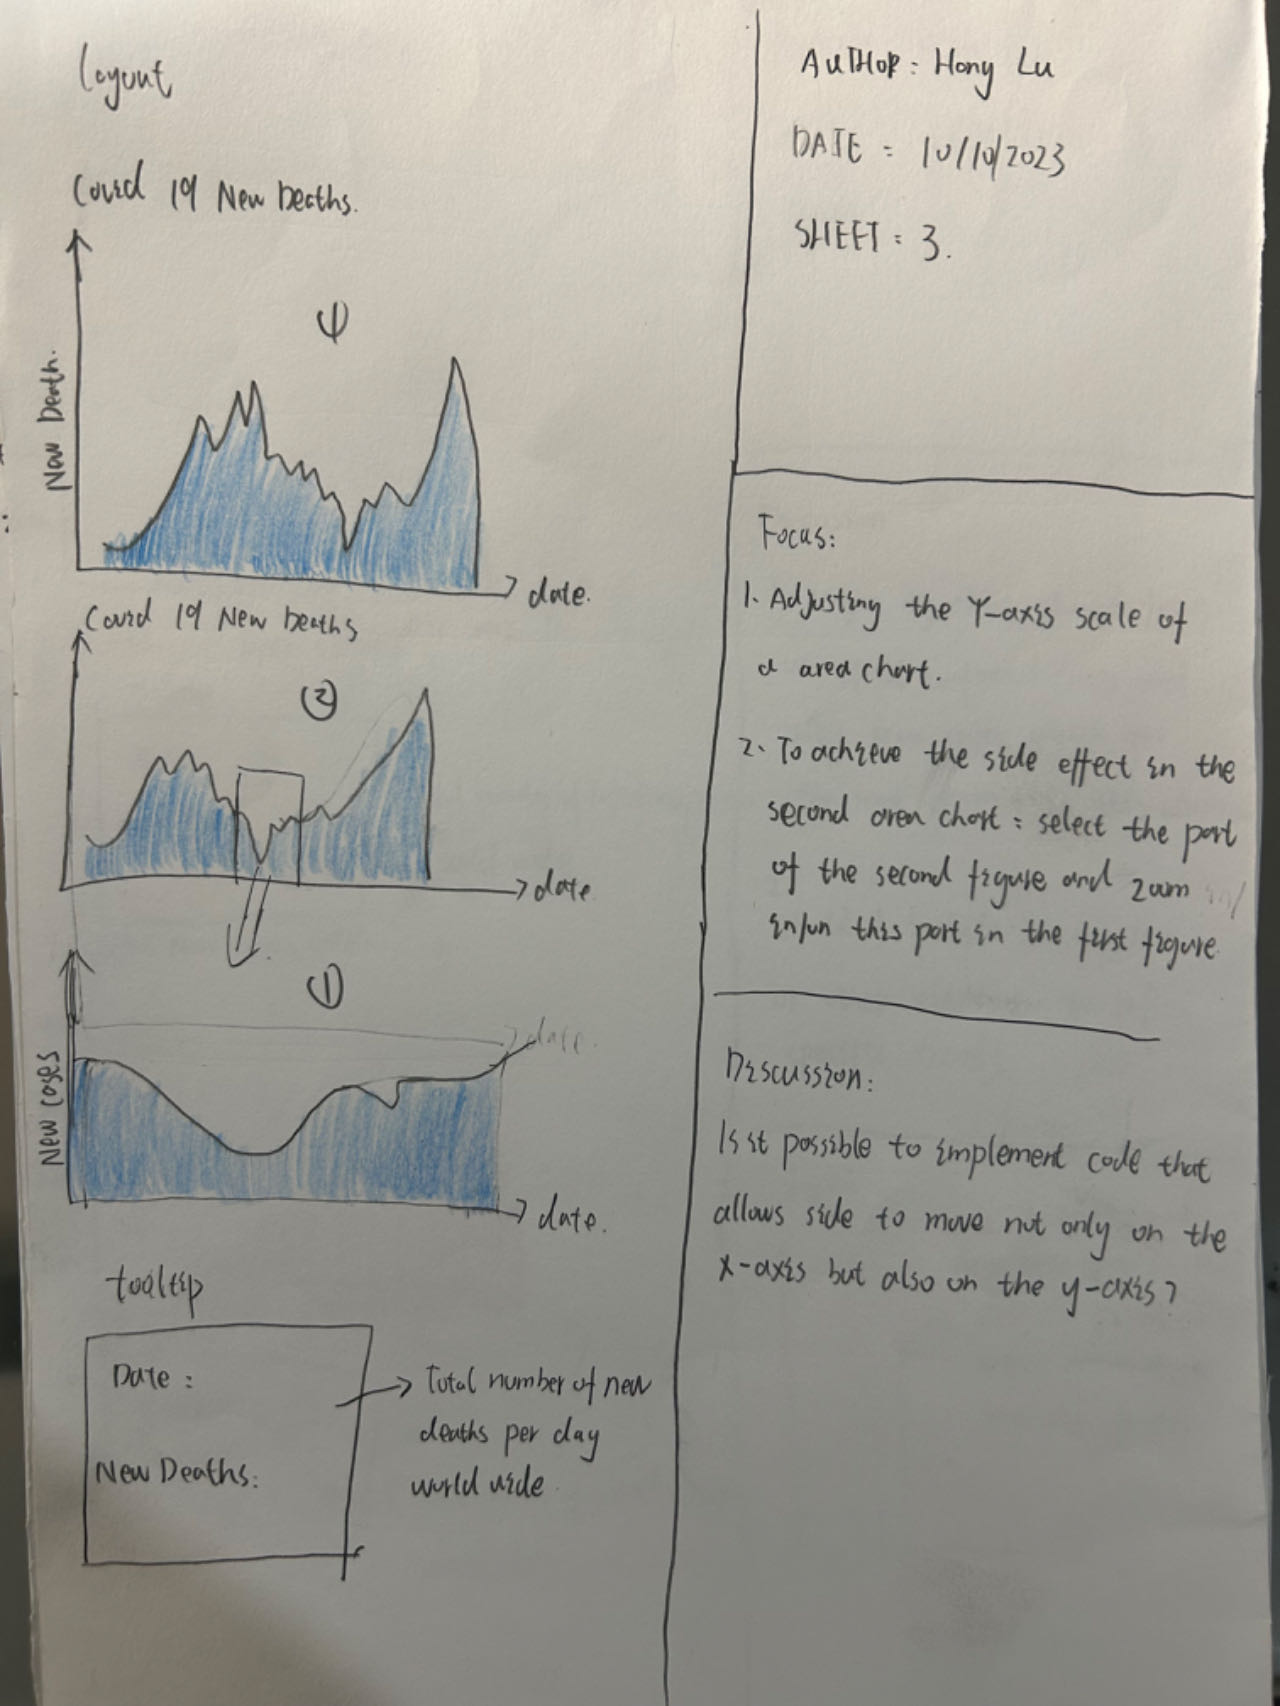 layout
Covid 19 New Deaths.
①
New Death.
date.
Covid 19 New Deaths
②
date
①
date.
New cases
date.
tooltip
Date :
New Deaths:
Total number of new
deaths per day
world wide
AUTHOR : Hong Lu
DATE : 10/10/2023
SHEET : 3.
Focus:
1. Adjusting the Y-axis scale of
a area chart.
2. To achieve the side effect in the
second area chart : select the part
of the second figure and zoom
in/on this part in the first figure.
Discussion:
Is it possible to implement code that
allows side to move not only on the
x-axis but also on the y-axis?